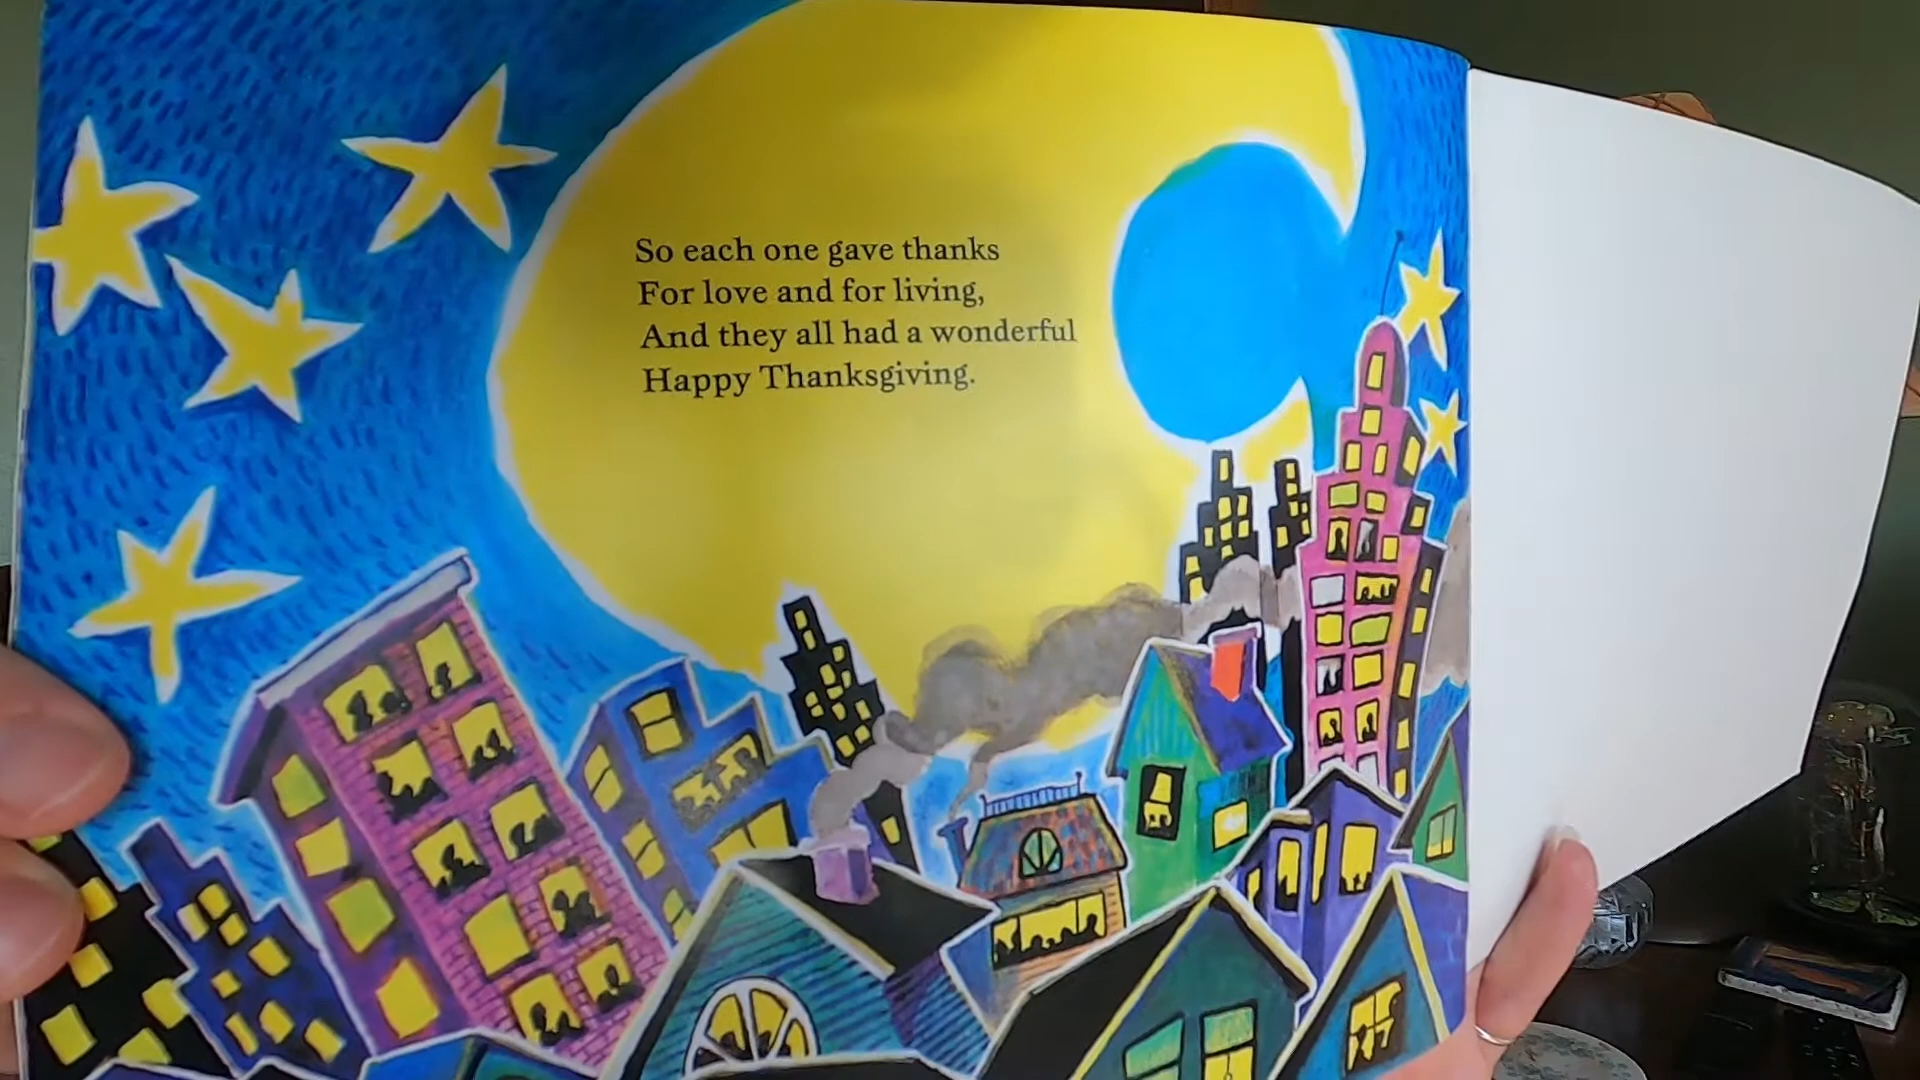 So each one gave thanks
For love and for living,
And they all had a wonderful
Happy Thanksgiving.